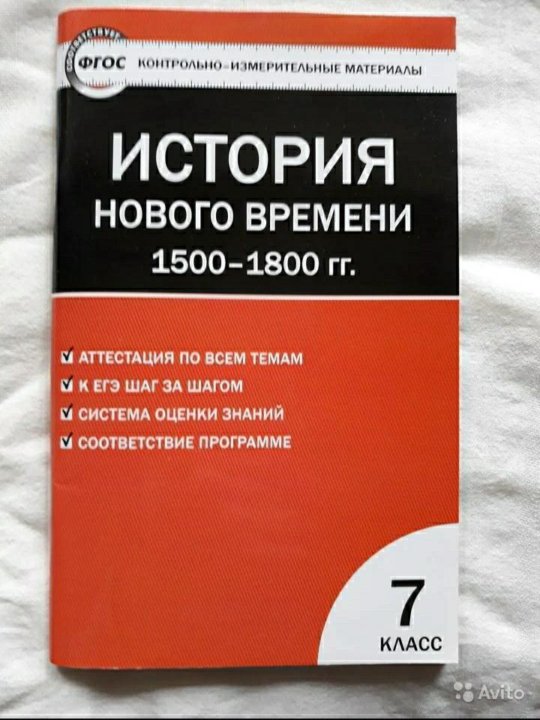 СООТВЕТСТВУЕТ
ФГОС
КОНТРОЛЬНО-ИЗМЕРИТЕЛЬНЫЕ МАТЕРИАЛЫ
ИСТОРИЯ
НОВОГО ВРЕМЕНИ
1500–1800 гг.
АТТЕСТАЦИЯ ПО ВСЕМ ТЕМАМ
К ЕГЭ ШАГ ЗА ШАГОМ
СИСТЕМА ОЦЕНКИ ЗНАНИЙ
СООТВЕТСТВИЕ ПРОГРАММЕ
7
КЛАСС
Avito